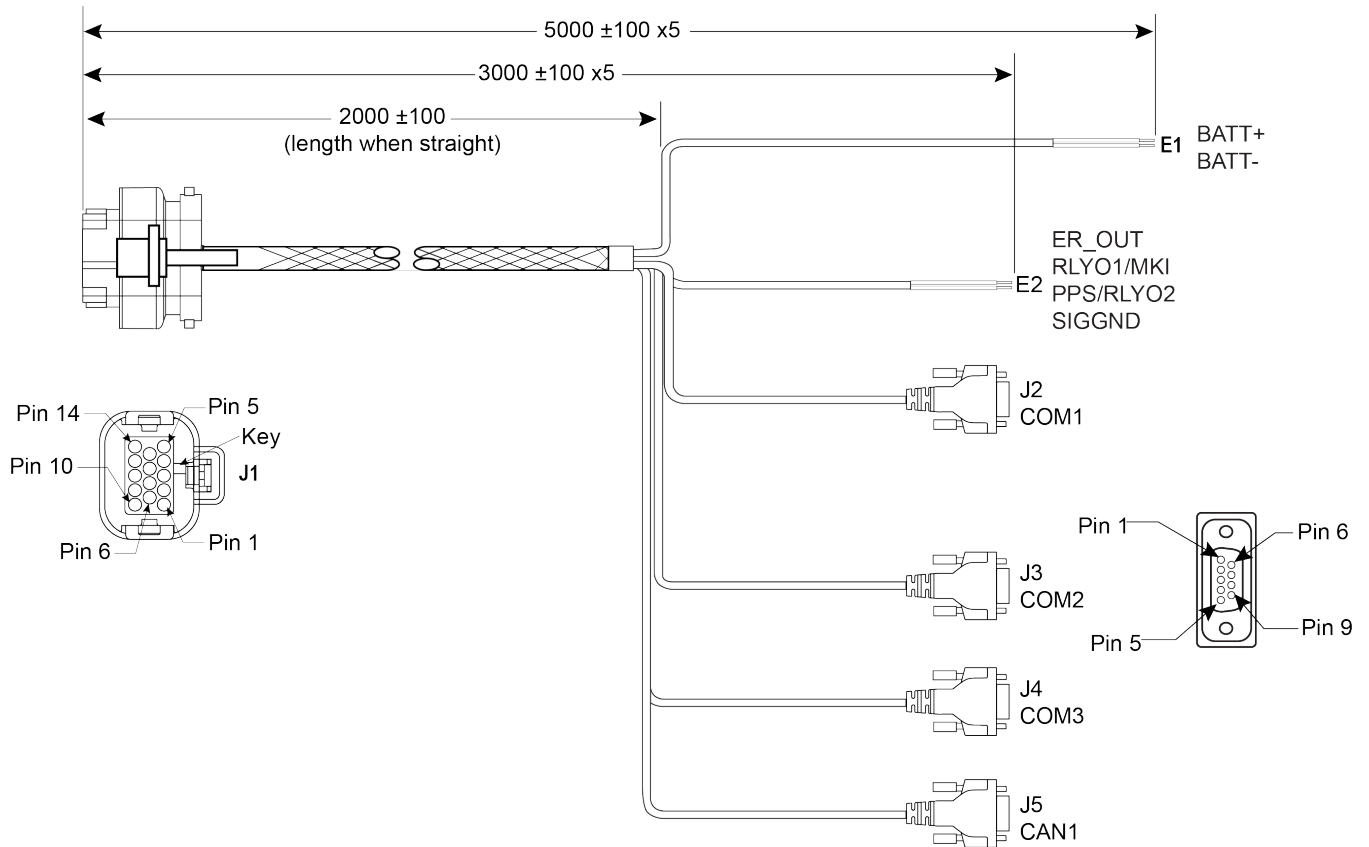 5000 ±100 x5
3000 ±100 x5
2000 ±100
(length when straight)
E1
BATT+
BATT-
E2
ER_OUT
RLYO1/MKI
PPS/RLYO2
SIGGND
J2
COM1
Pin 14
Pin 5
Key
Pin 10
J1
Pin 6
Pin 1
J3
COM2
Pin 1
Pin 6
Pin 5
Pin 9
J4
COM3
J5
CAN1